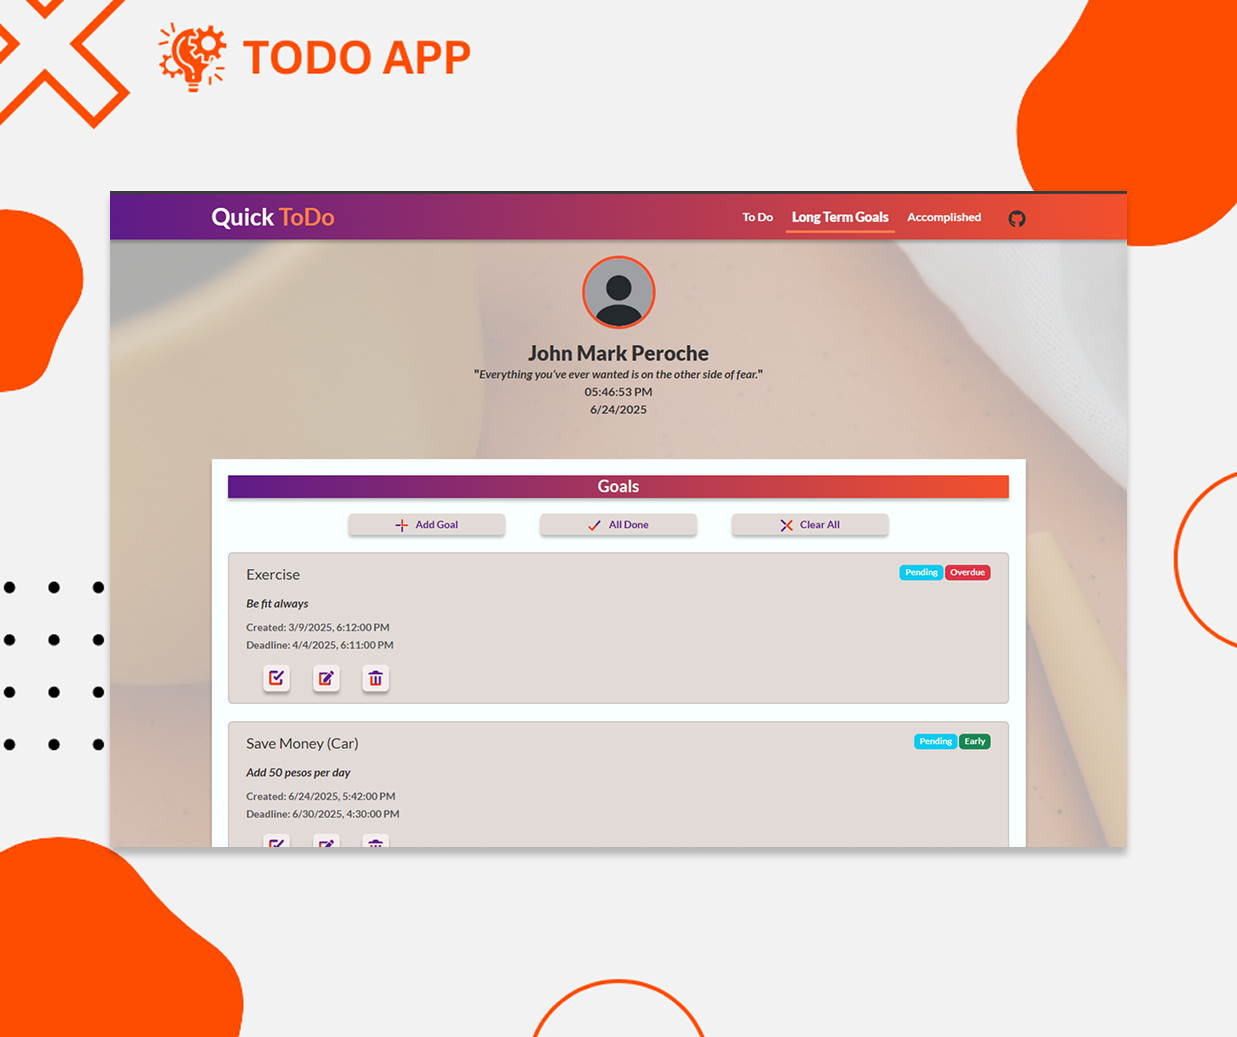 TODO APP
Quick ToDo
To Do Long Term Goals Accomplished
John Mark Peroche
"Everything you've ever wanted is on the other side of fear."
05:46:53 PM
6/24/2025
Goals
Add Goal All Done Clear All
Exercise Pending Overdue
Be fit always
Created: 3/9/2025, 6:12:00 PM
Deadline: 4/4/2025, 6:11:00 PM
Save Money (Car) Pending Early
Add 50 pesos per day
Created: 6/24/2025, 5:42:00 PM
Deadline: 6/30/2025, 4:30:00 PM